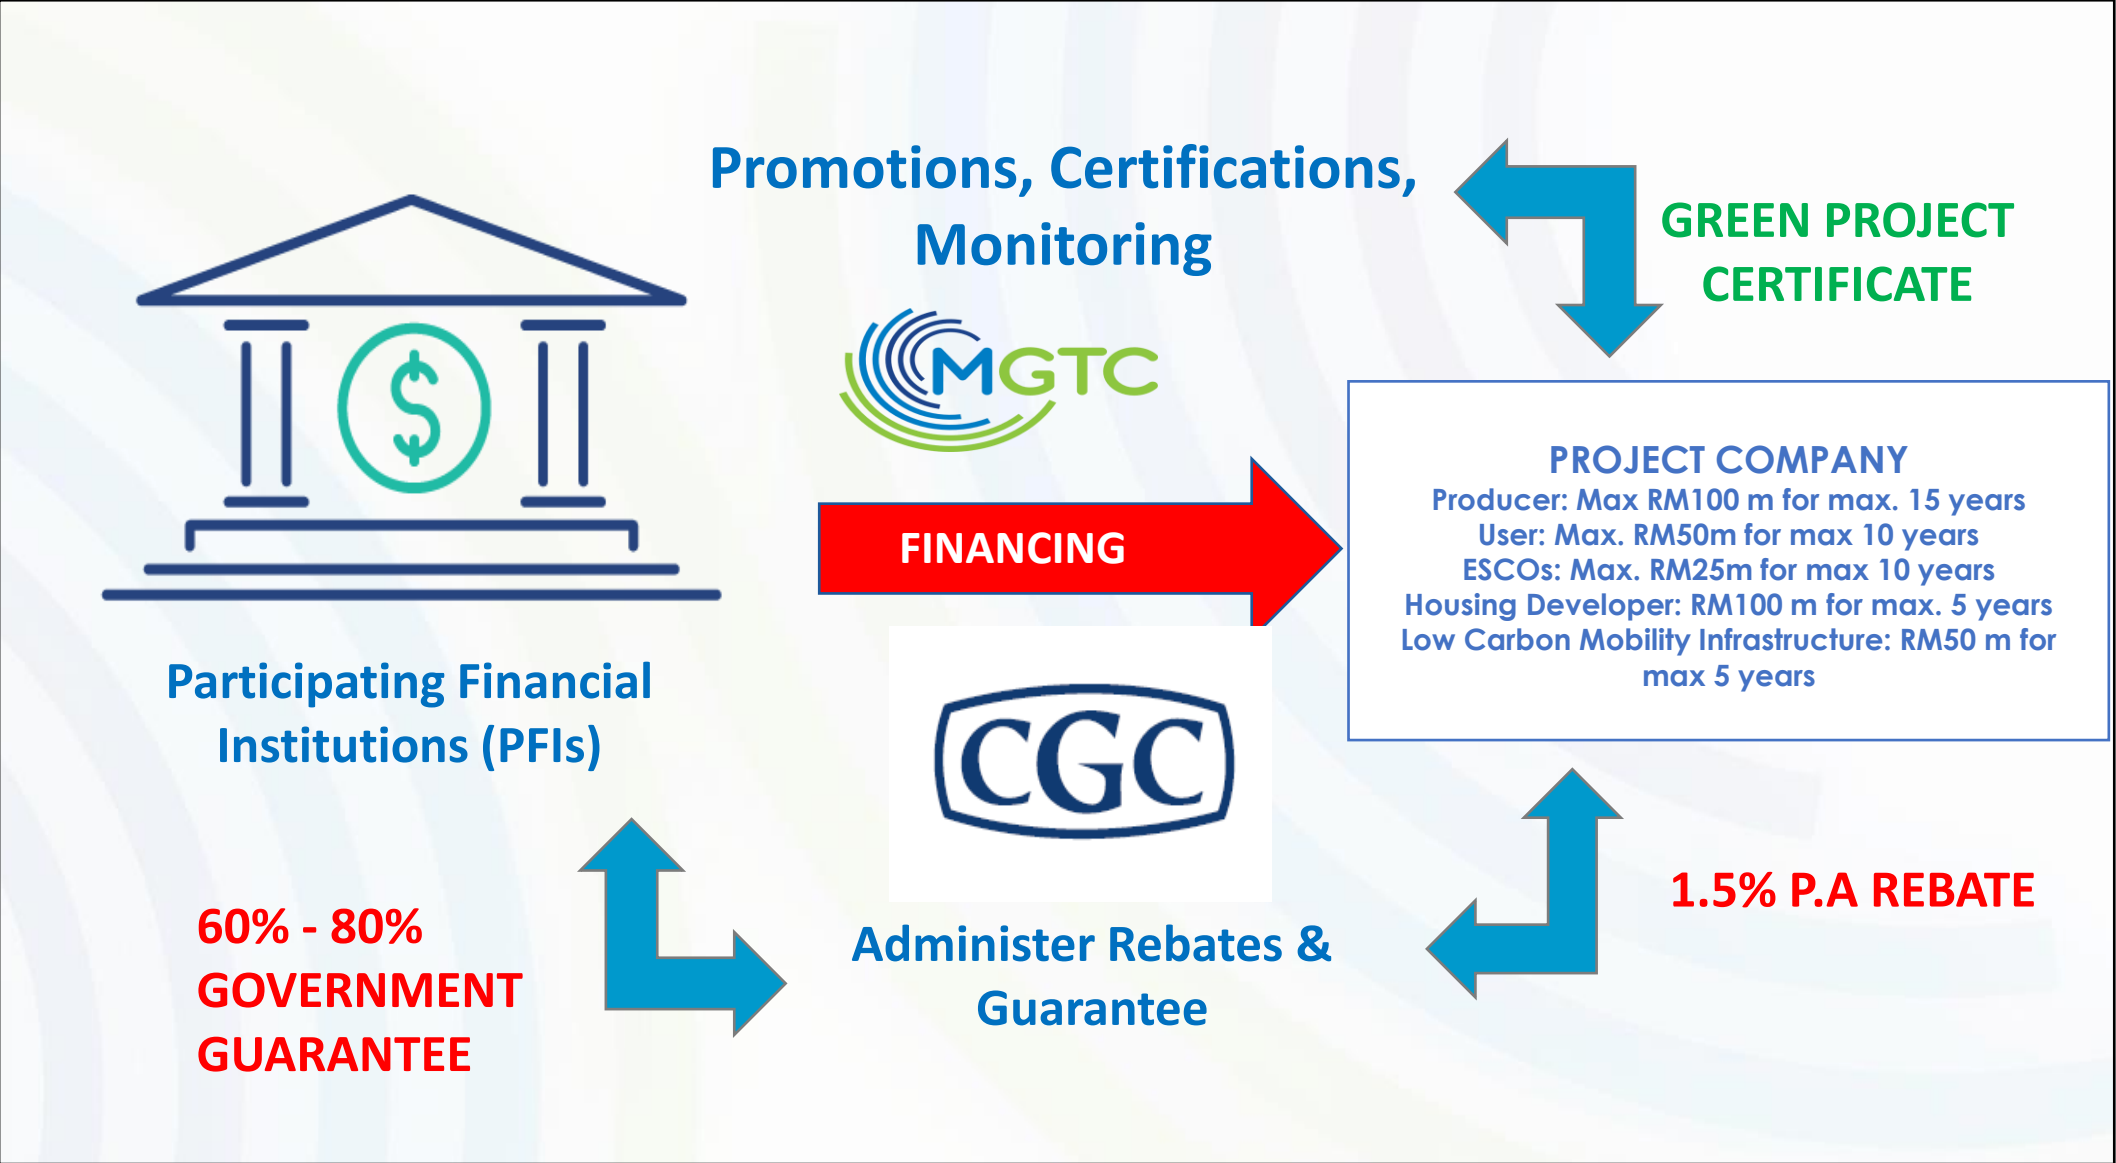 Promotions, Certifications,
Monitoring
MGTC
GREEN PROJECT
CERTIFICATE
$
FINANCING
PROJECT COMPANY
Producer: Max RM100 m for max. 15 years
User: Max. RM50m for max 10 years
ESCOs: Max. RM25m for max 10 years
Housing Developer: RM100 m for max. 5 years
Low Carbon Mobility Infrastructure: RM50 m for
max 5 years
Participating Financial
Institutions (PFIs)
CGC
Administer Rebates &
Guarantee
60% - 80%
GOVERNMENT
GUARANTEE
1.5% P.A REBATE